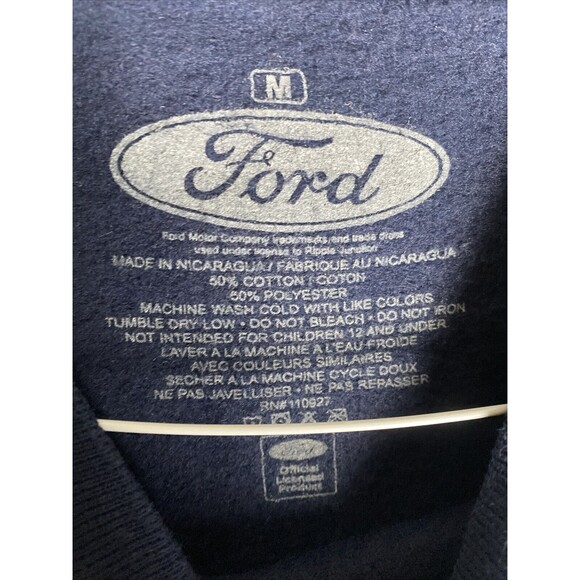 M
Ford
Ford Motor Company trademarks and trade dress
used under license to Ripple Junction
MADE IN NICARAGUA / FABRIQUE AU NICARAGUA
50% COTTON / COTON
50% POLYESTER
MACHINE WASH COLD WITH LIKE COLORS
TUMBLE DRY LOW • DO NOT BLEACH • DO NOT IRON
NOT INTENDED FOR CHILDREN 12 AND UNDER
LAVER A LA MACHINE A L'EAU FROIDE
AVEC COULEURS SIMILAIRES
SECHER A LA MACHINE CYCLE DOUX
NE PAS JAVELLISER • NE PAS REPASSER
RN#110927
Ford
Official
Licensed
Product